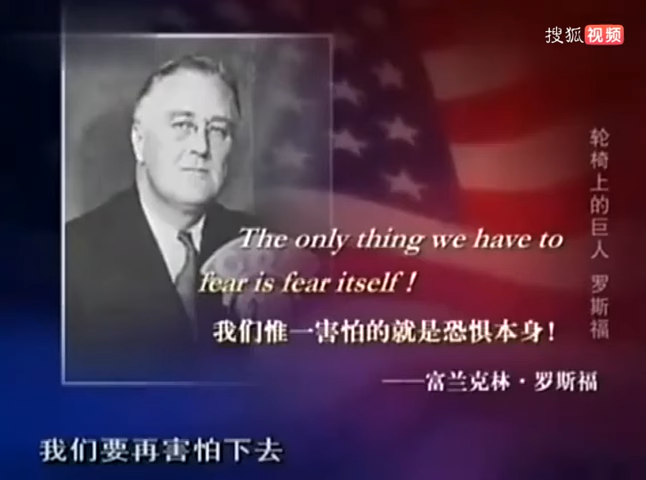 搜狐视频
轮椅上的巨人 罗斯福
The only thing we have to
fear is fear itself !
我们惟一害怕的就是恐惧本身！
——富兰克林·罗斯福
我们要再害怕下去